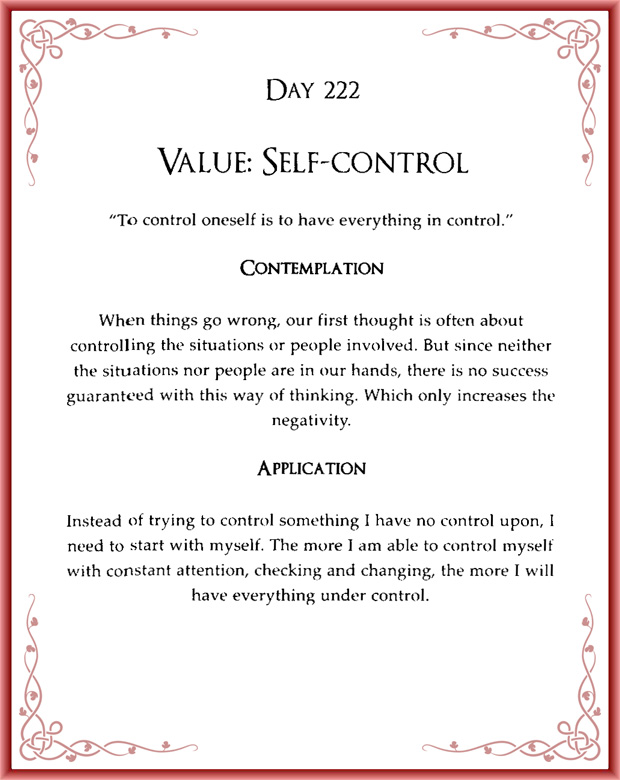 Day 222
Value: Self-control
“To control oneself is to have everything in control.”
Contemplation
When things go wrong, our first thought is often about
controlling the situations or people involved. But since neither
the situations nor people are in our hands, there is no success
guaranteed with this way of thinking. Which only increases the
negativity.
Application
Instead of trying to control something I have no control upon, I
need to start with myself. The more I am able to control myself
with constant attention, checking and changing, the more I will
have everything under control.